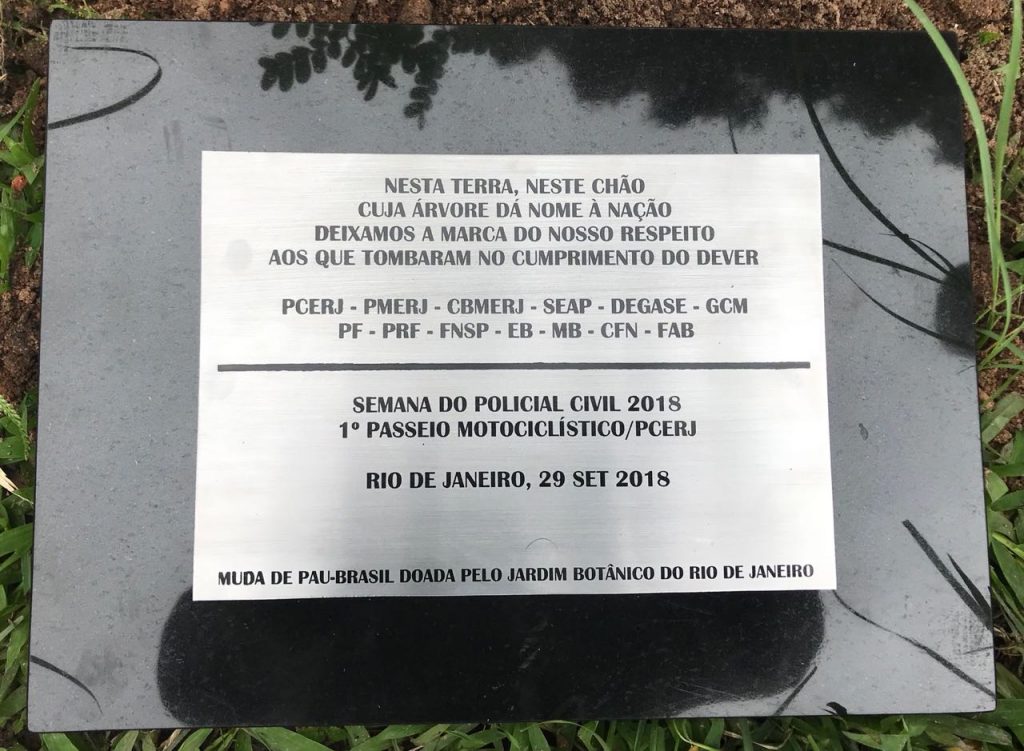 NESTA TERRA, NESTE CHÃO
CUJA ÁRVORE DÁ NOME À NAÇÃO
DEIXAMOS A MARCA DO NOSSO RESPEITO
AOS QUE TOMBARAM NO CUMPRIMENTO DO DEVER
PCERJ - PMERJ - CBMERJ - SEAP - DEGASE - GCM
PF - PRF - FNSP - EB - MB - CFN - FAB
SEMANA DO POLICIAL CIVIL 2018
1º PASSEIO MOTOCICLÍSTICO/PCERJ
RIO DE JANEIRO, 29 SET 2018
MUDA DE PAU-BRASIL DOADA PELO JARDIM BOTÂNICO DO RIO DE JANEIRO